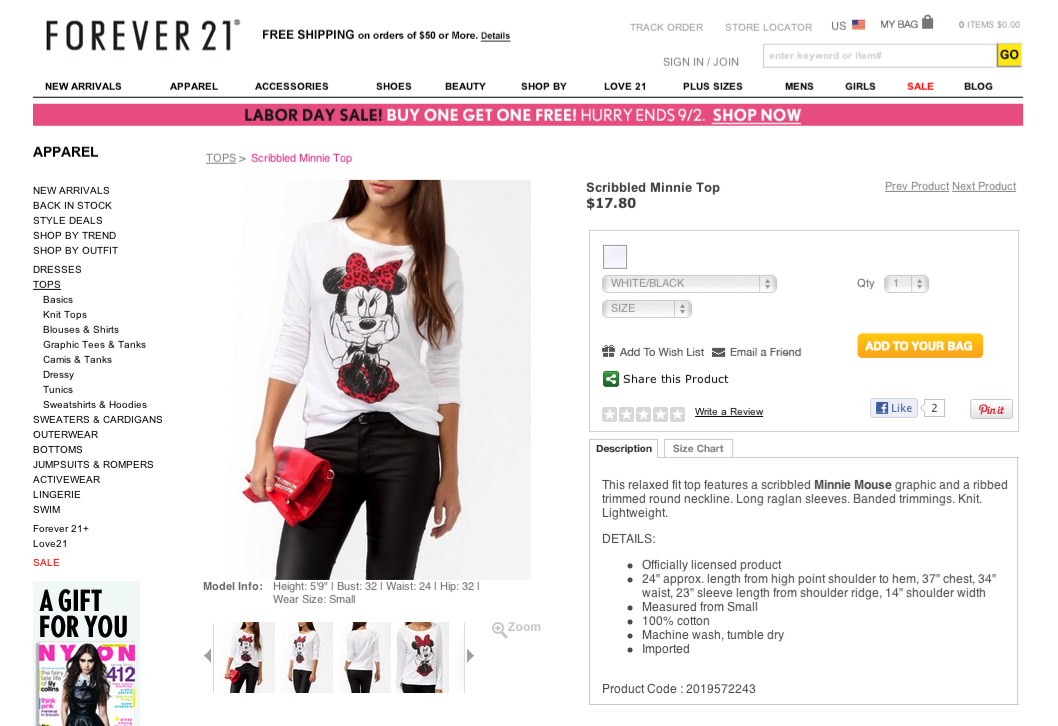 FOREVER 21®
FREE SHIPPING on orders of $50 or More. Details
TRACK ORDER STORE LOCATOR US MY BAG 0 ITEMS $0.00
SIGN IN / JOIN
enter keyword or item# GO
NEW ARRIVALS APPAREL ACCESSORIES SHOES BEAUTY SHOP BY LOVE 21 PLUS SIZES MENS GIRLS SALE BLOG
LABOR DAY SALE! BUY ONE GET ONE FREE! HURRY ENDS 9/2. SHOP NOW
APPAREL
NEW ARRIVALS
BACK IN STOCK
STYLE DEALS
SHOP BY TREND
SHOP BY OUTFIT
DRESSES
TOPS
Basics
Knit Tops
Blouses & Shirts
Graphic Tees & Tanks
Camis & Tanks
Dressy
Tunics
Sweatshirts & Hoodies
SWEATERS & CARDIGANS
OUTERWEAR
BOTTOMS
JUMPSUITS & ROMPERS
ACTIVEWEAR
LINGERIE
SWIM
Forever 21+
Love21
SALE
A GIFT
FOR YOU
NYLON
the fairy
tale life of
lily
collins
412
think
pink
TOPS > Scribbled Minnie Top
Model Info: Height: 5'9" | Bust: 32 | Waist: 24 | Hip: 32 |
Wear Size: Small
Zoom
Scribbled Minnie Top
$17.80
Prev Product Next Product
WHITE/BLACK Qty 1
SIZE
ADD TO YOUR BAG
Add To Wish List Email a Friend
Share this Product
Write a Review
Like 2 Pin it
Description Size Chart
This relaxed fit top features a scribbled Minnie Mouse graphic and a ribbed
trimmed round neckline. Long raglan sleeves. Banded trimmings. Knit.
Lightweight.
DETAILS:
• Officially licensed product
• 24" approx. length from high point shoulder to hem, 37" chest, 34"
waist, 23" sleeve length from shoulder ridge, 14" shoulder width
• Measured from Small
• 100% cotton
• Machine wash, tumble dry
• Imported
Product Code : 2019572243